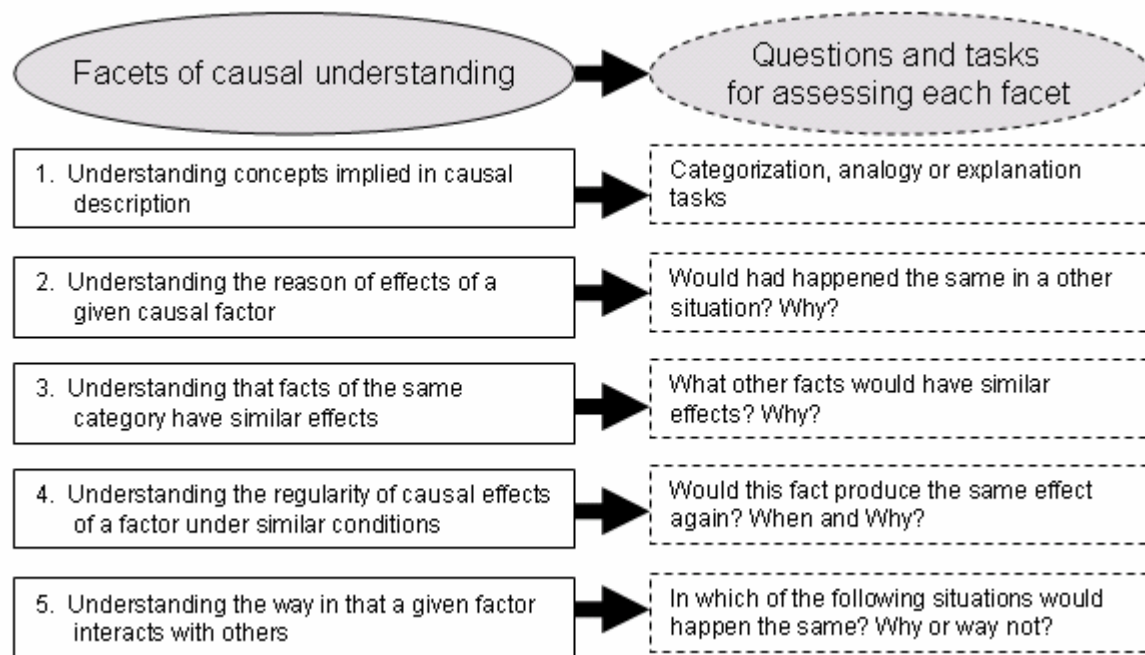 Facets of causal understanding
Questions and tasks
for assessing each facet
1. Understanding concepts implied in causal
description
Categorization, analogy or explanation
tasks
2. Understanding the reason of effects of a
given causal factor
Would had happened the same in a other
situation? Why?
3. Understanding that facts of the same
category have similar effects
What other facts would have similar
effects? Why?
4. Understanding the regularity of causal effects
of a factor under similar conditions
Would this fact produce the same effect
again? When and Why?
5. Understanding the way in that a given factor
interacts with others
In which of the following situations would
happen the same? Why or way not?